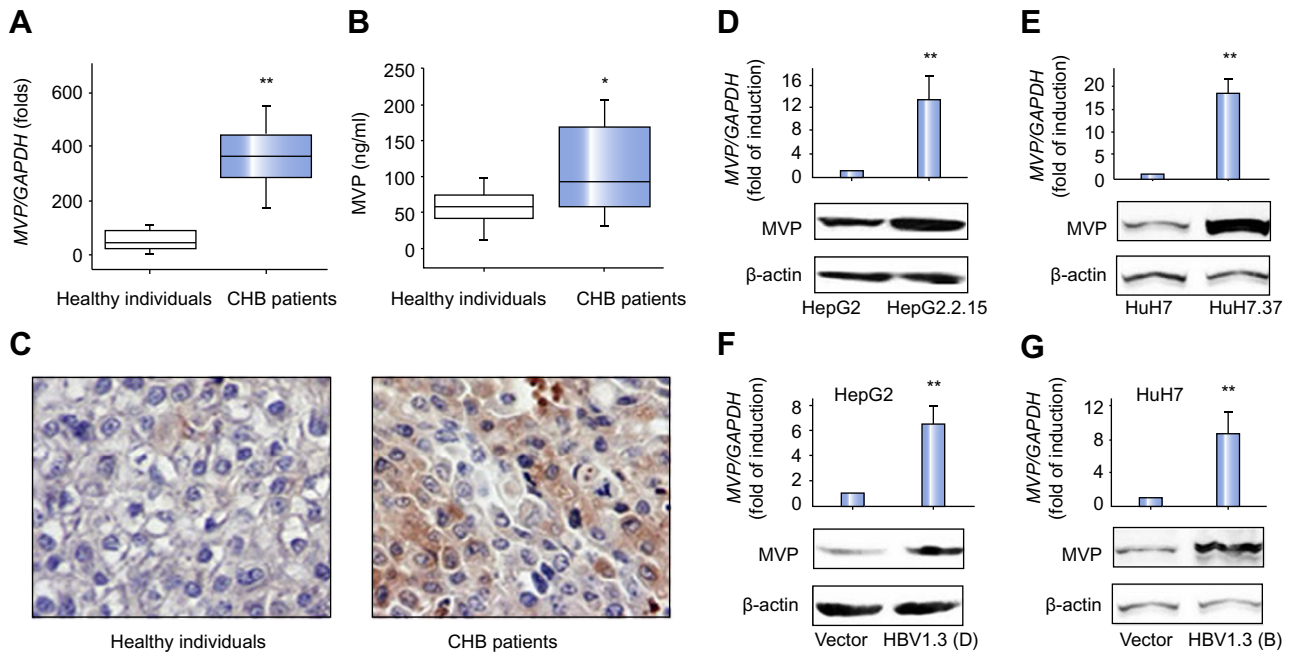 A
MVP/GAPDH (folds)
600
400
200
0
**
Healthy individuals
CHB patients
B
MVP (ng/ml)
250
200
150
100
50
0
*
Healthy individuals
CHB patients
C
Healthy individuals
CHB patients
D
MVP/GAPDH
(fold of induction)
16
12
8
4
0
**
MVP
β-actin
HepG2
HepG2.2.15
E
MVP/GAPDH
(fold of induction)
20
15
10
5
0
**
MVP
β-actin
HuH7
HuH7.37
F
MVP/GAPDH
(fold of induction)
8
6
4
2
0
HepG2
**
MVP
β-actin
Vector
HBV1.3 (D)
G
MVP/GAPDH
(fold of induction)
12
8
4
0
HuH7
**
MVP
β-actin
Vector
HBV1.3 (B)